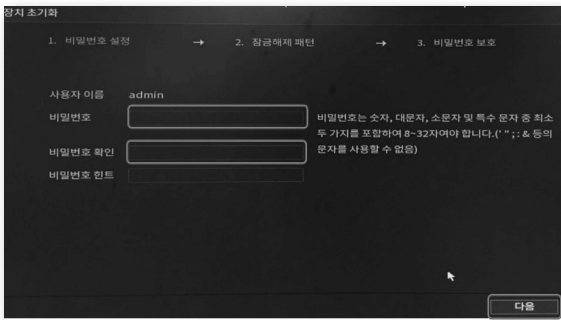 장치 초기화
1. 비밀번호 설정 → 2. 잠금해제 패턴 → 3. 비밀번호 보호
사용자 이름 admin
비밀번호
비밀번호는 숫자, 대문자, 소문자 및 특수 문자 중 최소
두 가지를 포함하여 8~32자여야 합니다.(' " ; : & 등의
문자를 사용할 수 없음)
비밀번호 확인
비밀번호 힌트
다음